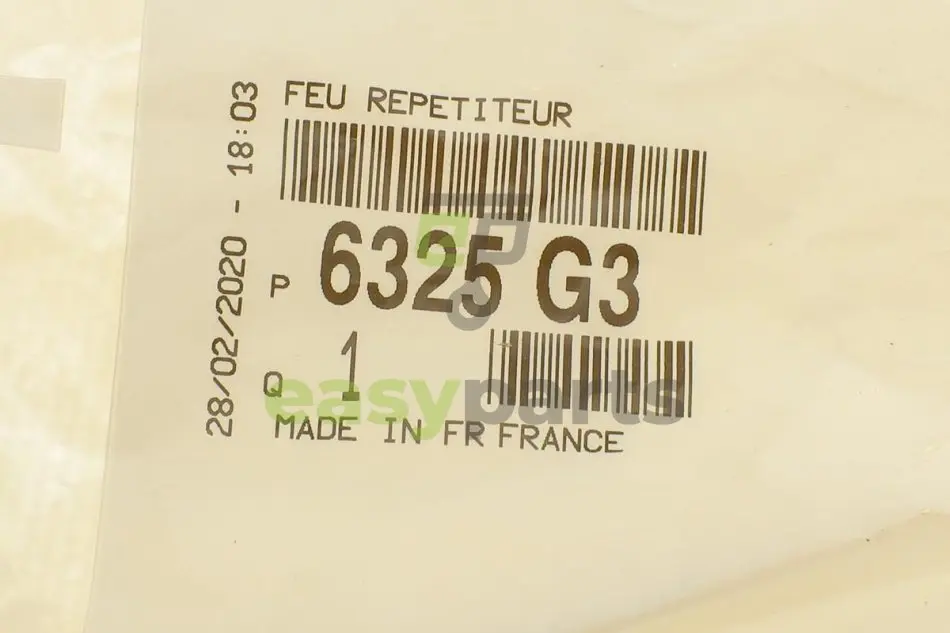 FEU REPETITEUR
P 6325 G3
Q 1
MADE IN FR FRANCE
28/02/2020 - 18:03
easyparts